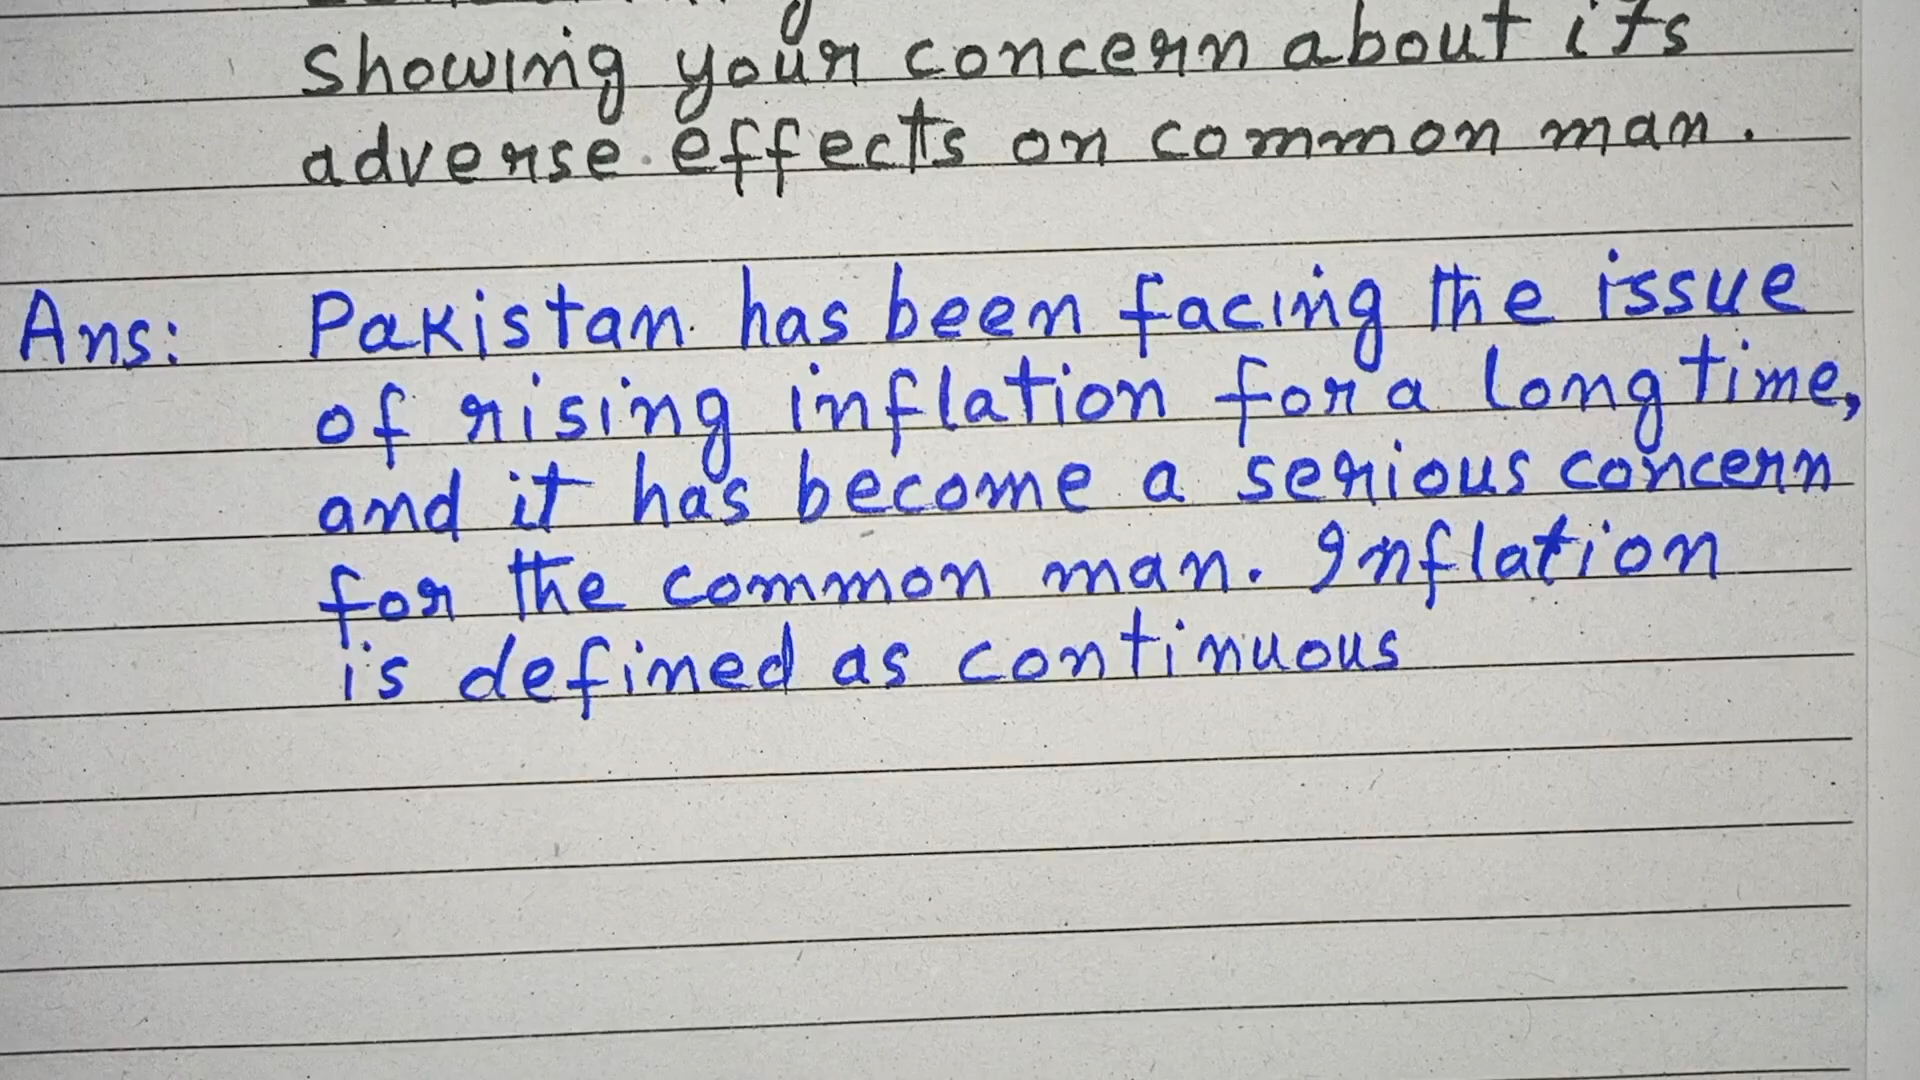 showing your concern about its
adverse effects on common man.
Ans: Pakistan has been facing the issue
of rising inflation for a long time,
and it has become a serious concern
for the common man. Inflation
is defined as continuous